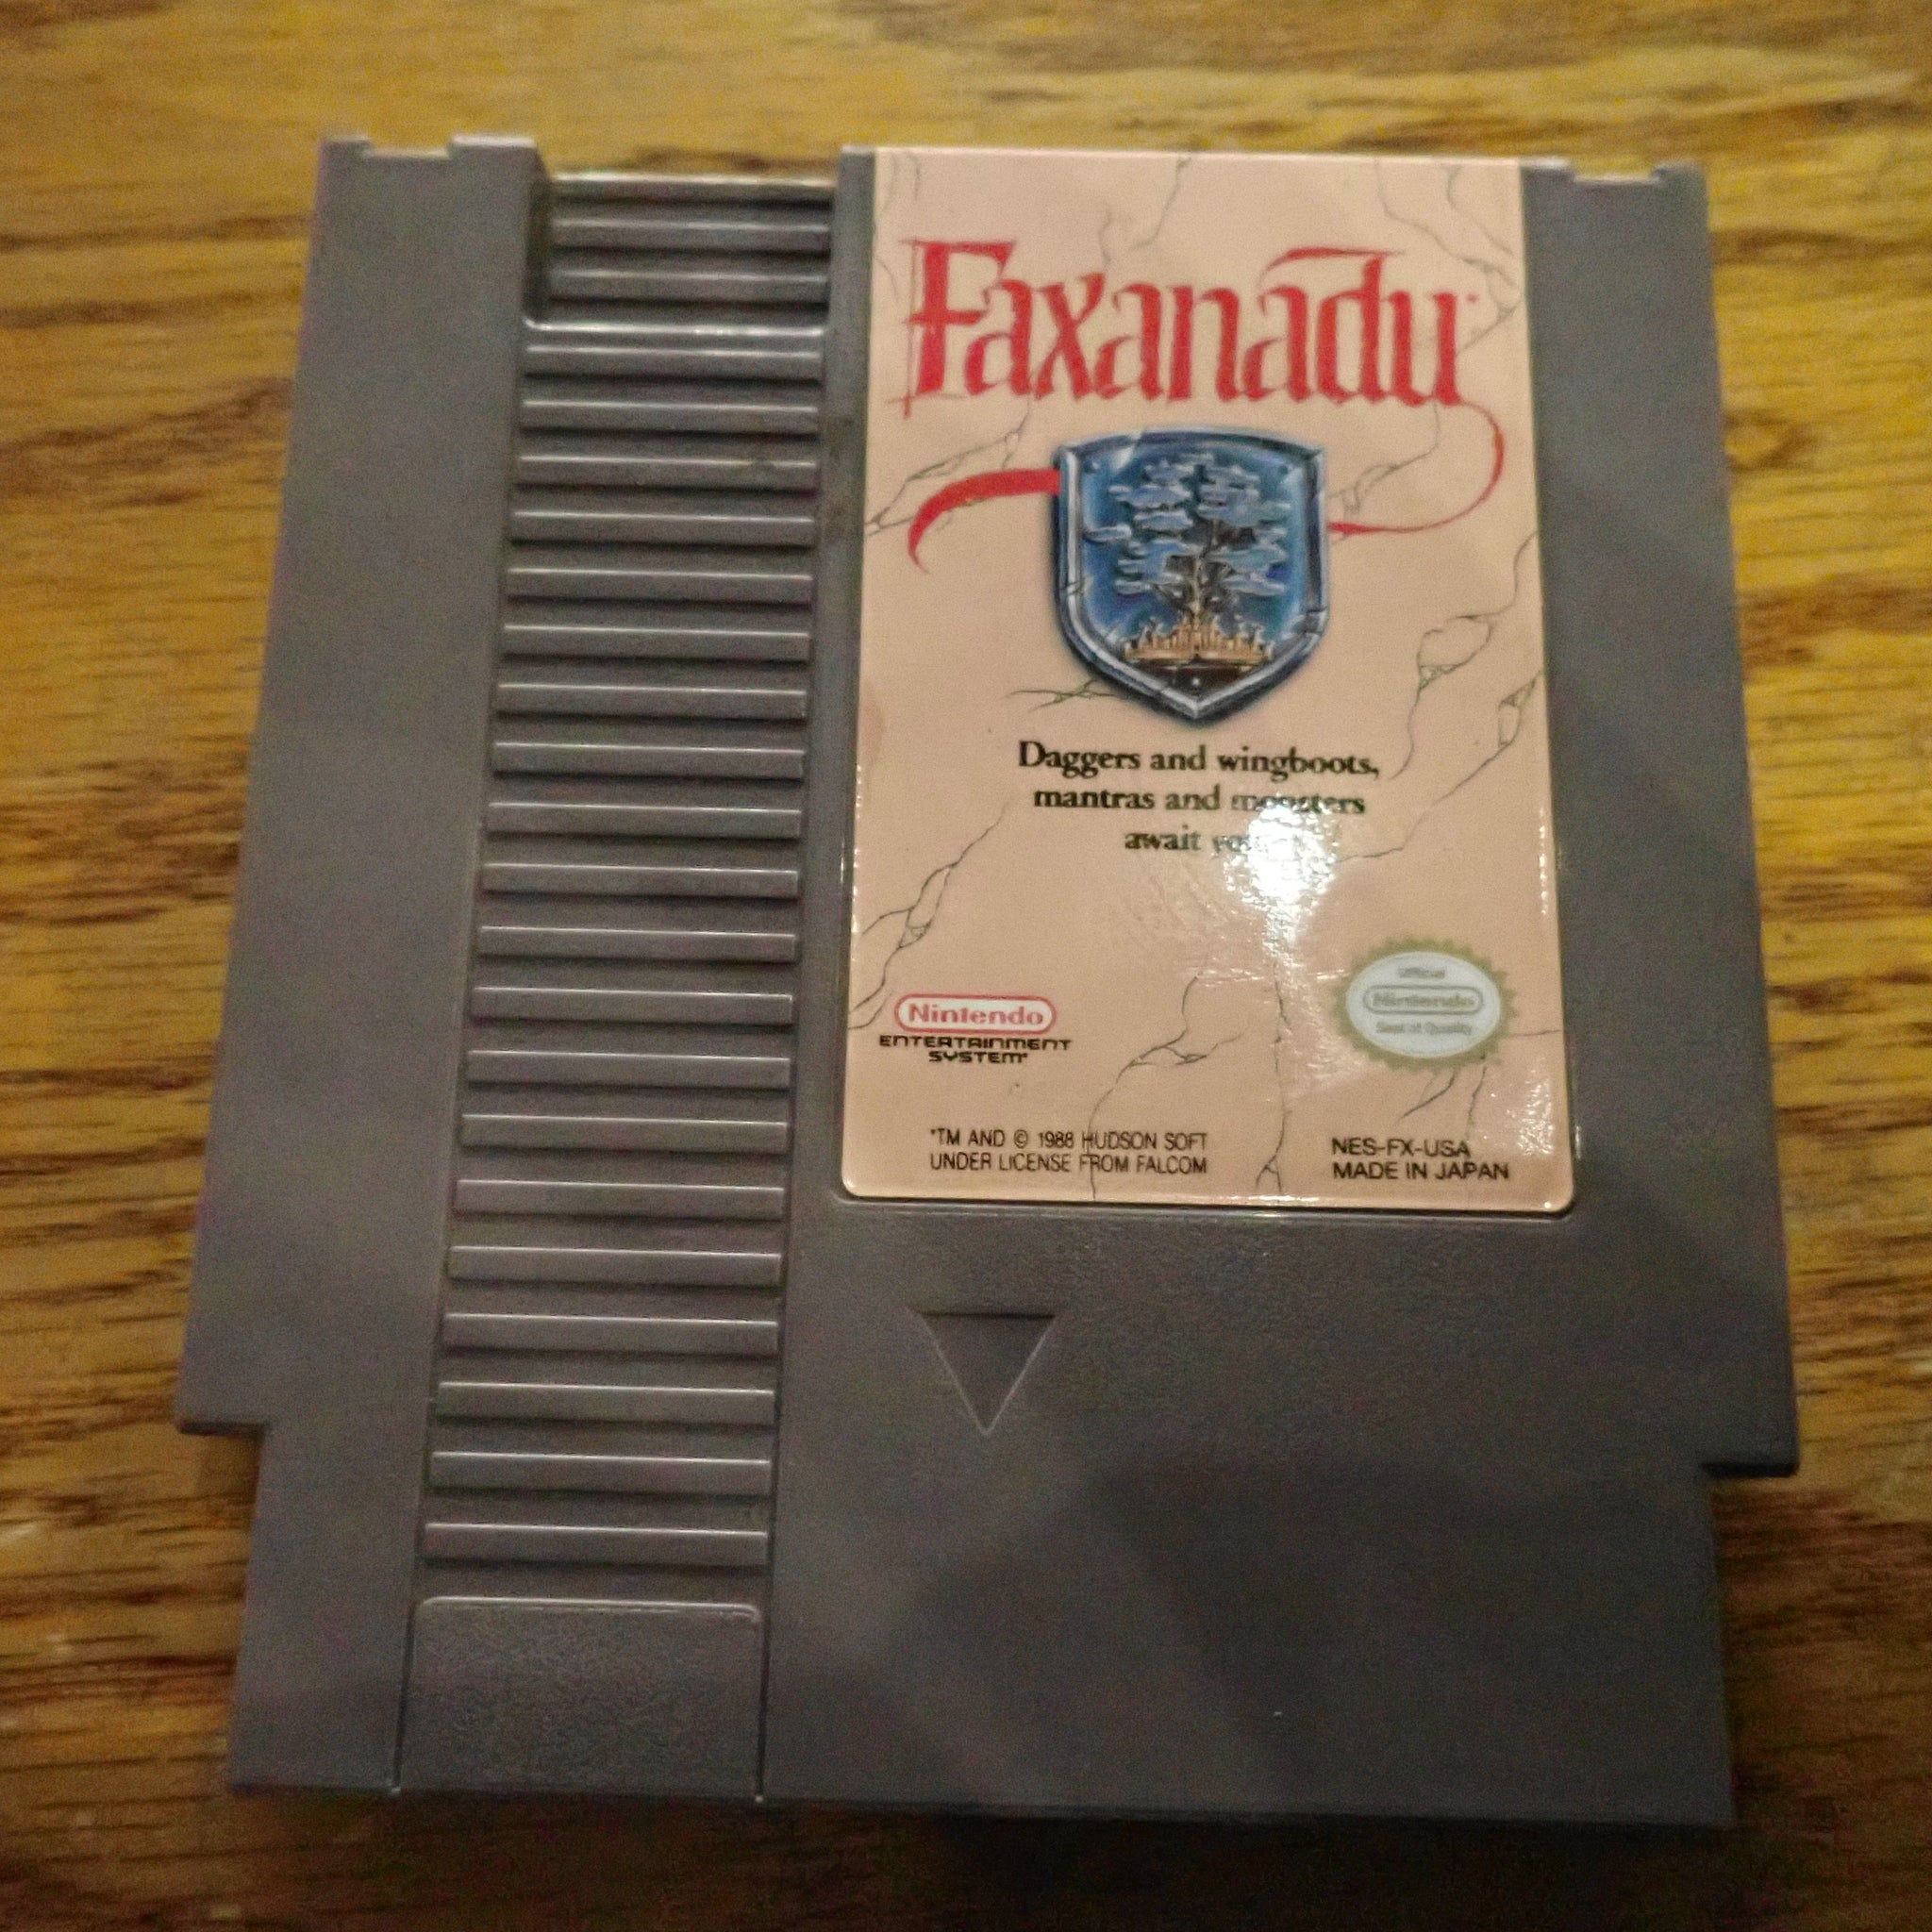 Faxanadu
Daggers and wingboots,
mantras and monsters
await you
Nintendo
ENTERTAINMENT
SYSTEM
Official
Nintendo
Seal of Quality
*TM AND © 1988 HUDSON SOFT
UNDER LICENSE FROM FALCOM
NES-FX-USA
MADE IN JAPAN